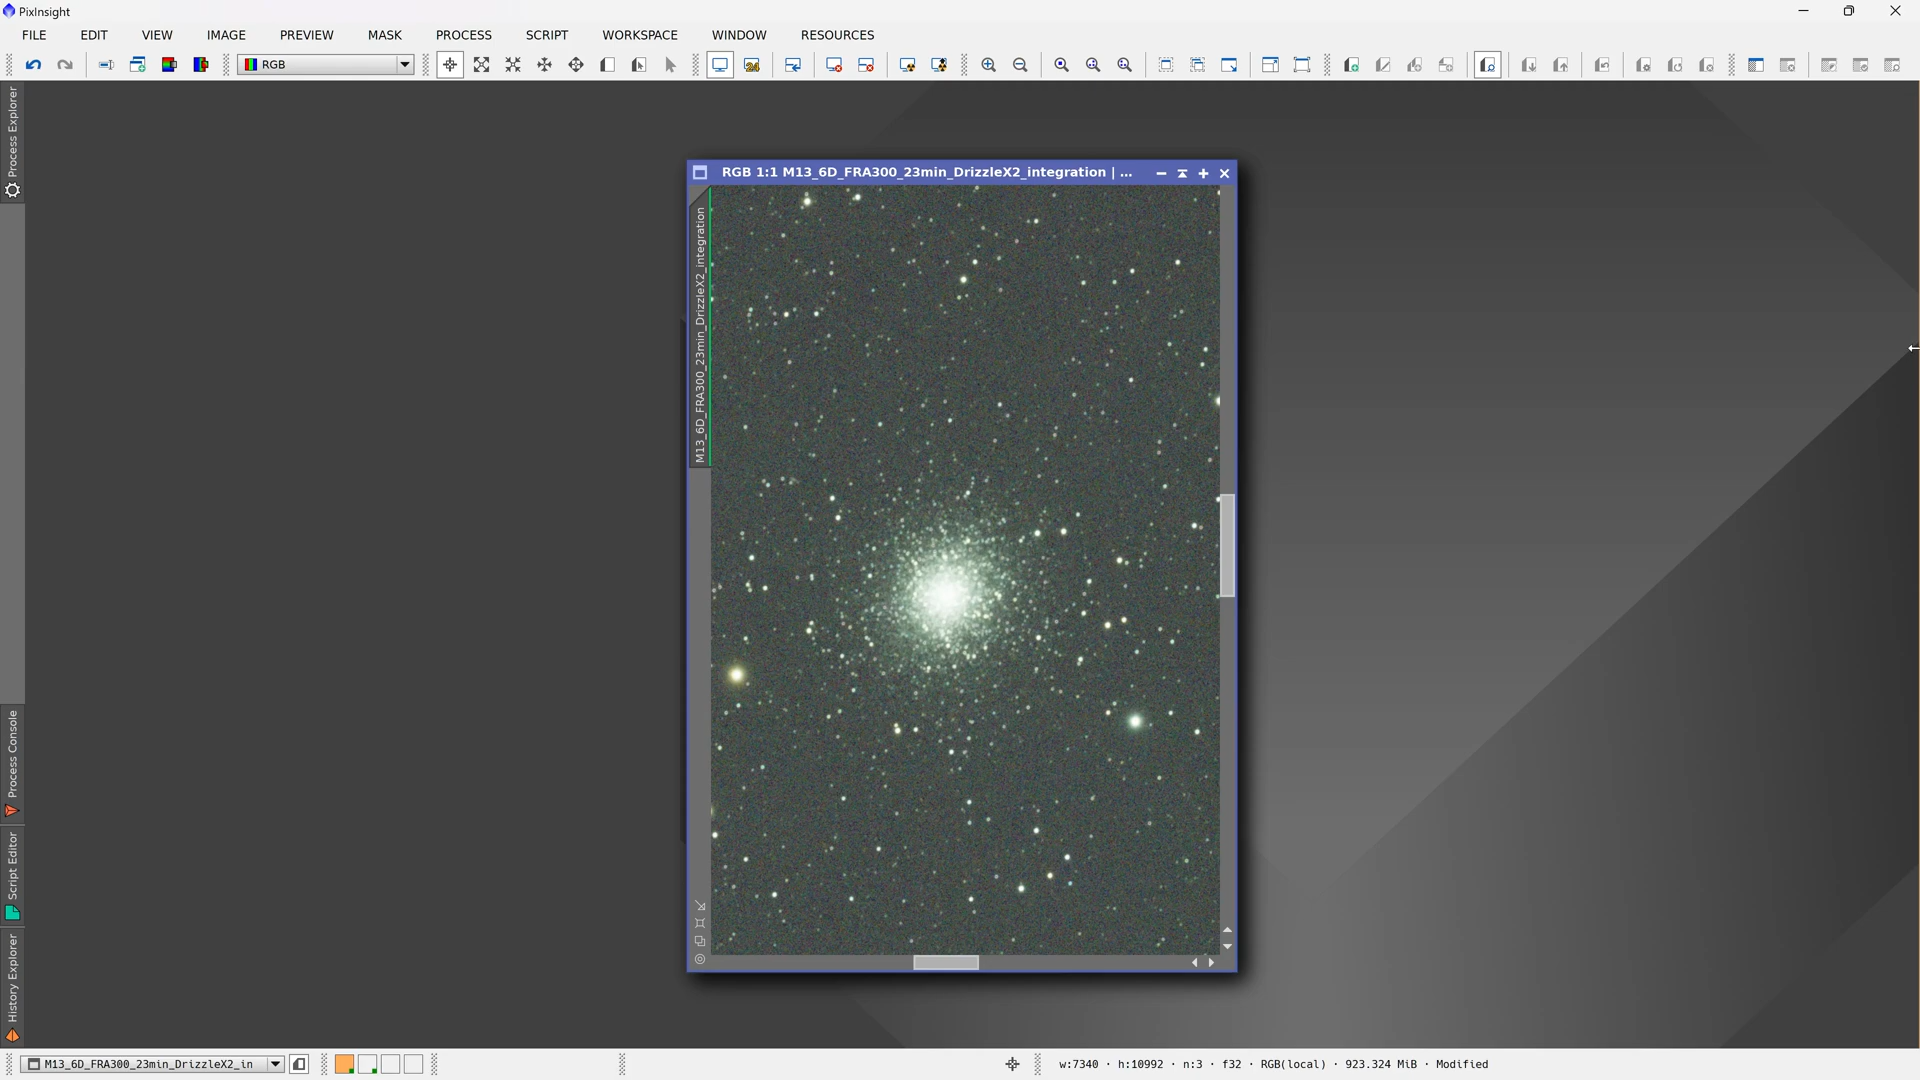 PixInsight
FILE EDIT VIEW IMAGE PREVIEW MASK PROCESS SCRIPT WORKSPACE WINDOW RESOURCES
RGB
Process Explorer
RGB 1:1 M13_6D_FRA300_23min_DrizzleX2_integration | ...
M13_6D_FRA300_23min_DrizzleX2_integration
Process Console
Script Editor
History Explorer
M13_6D_FRA300_23min_DrizzleX2_in
w:7340 · h:10992 · n:3 · f32 · RGB(local) · 923.324 MiB · Modified